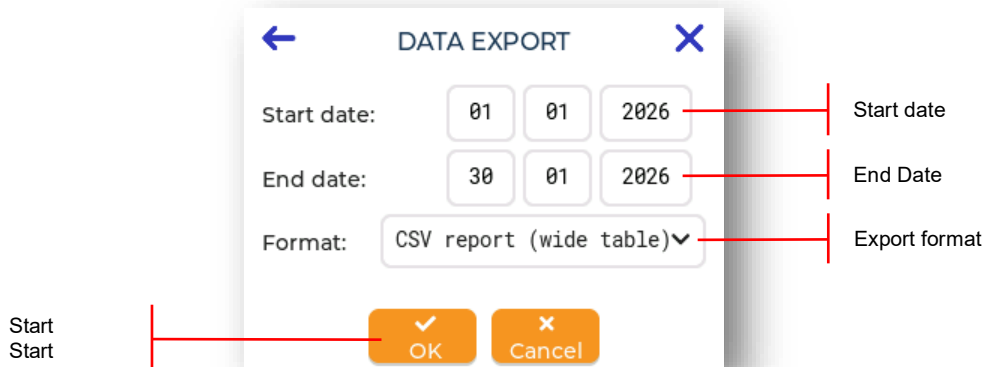 DATA EXPORT
Start date: 01 01 2026 Start date
End date: 30 01 2026 End Date
Format: CSV report (wide table) Export format
Start
Start
OK Cancel